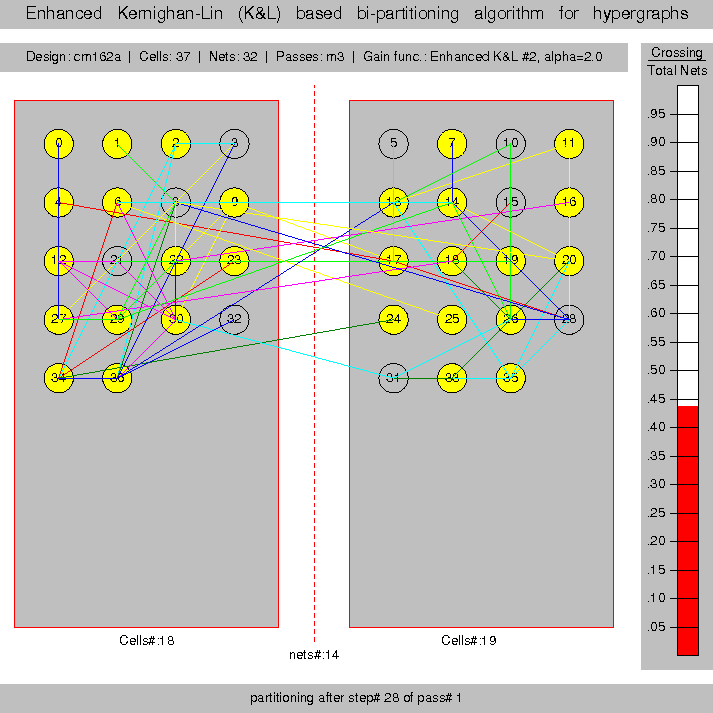 Enhanced Kernighan-Lin (K&L) based bi-partitioning algorithm for hypergraphs
Design: cm162a | Cells: 37 | Nets: 32 | Passes: m3 | Gain func.: Enhanced K&L #2, alpha=2.0
Crossing
Total Nets
0 1 2 3 5 7 10 11
4 6 9 13 14 15 16
12 21 22 23 17 18 19 20
27 29 30 32 24 25 26 28
34 36 31 33 35
.95
.90
.85
.80
.75
.70
.65
.60
.55
.50
.45
.40
.35
.30
.25
.20
.15
.10
.05
Cells#:18
Cells#:19
nets#:14
partitioning after step# 28 of pass# 1